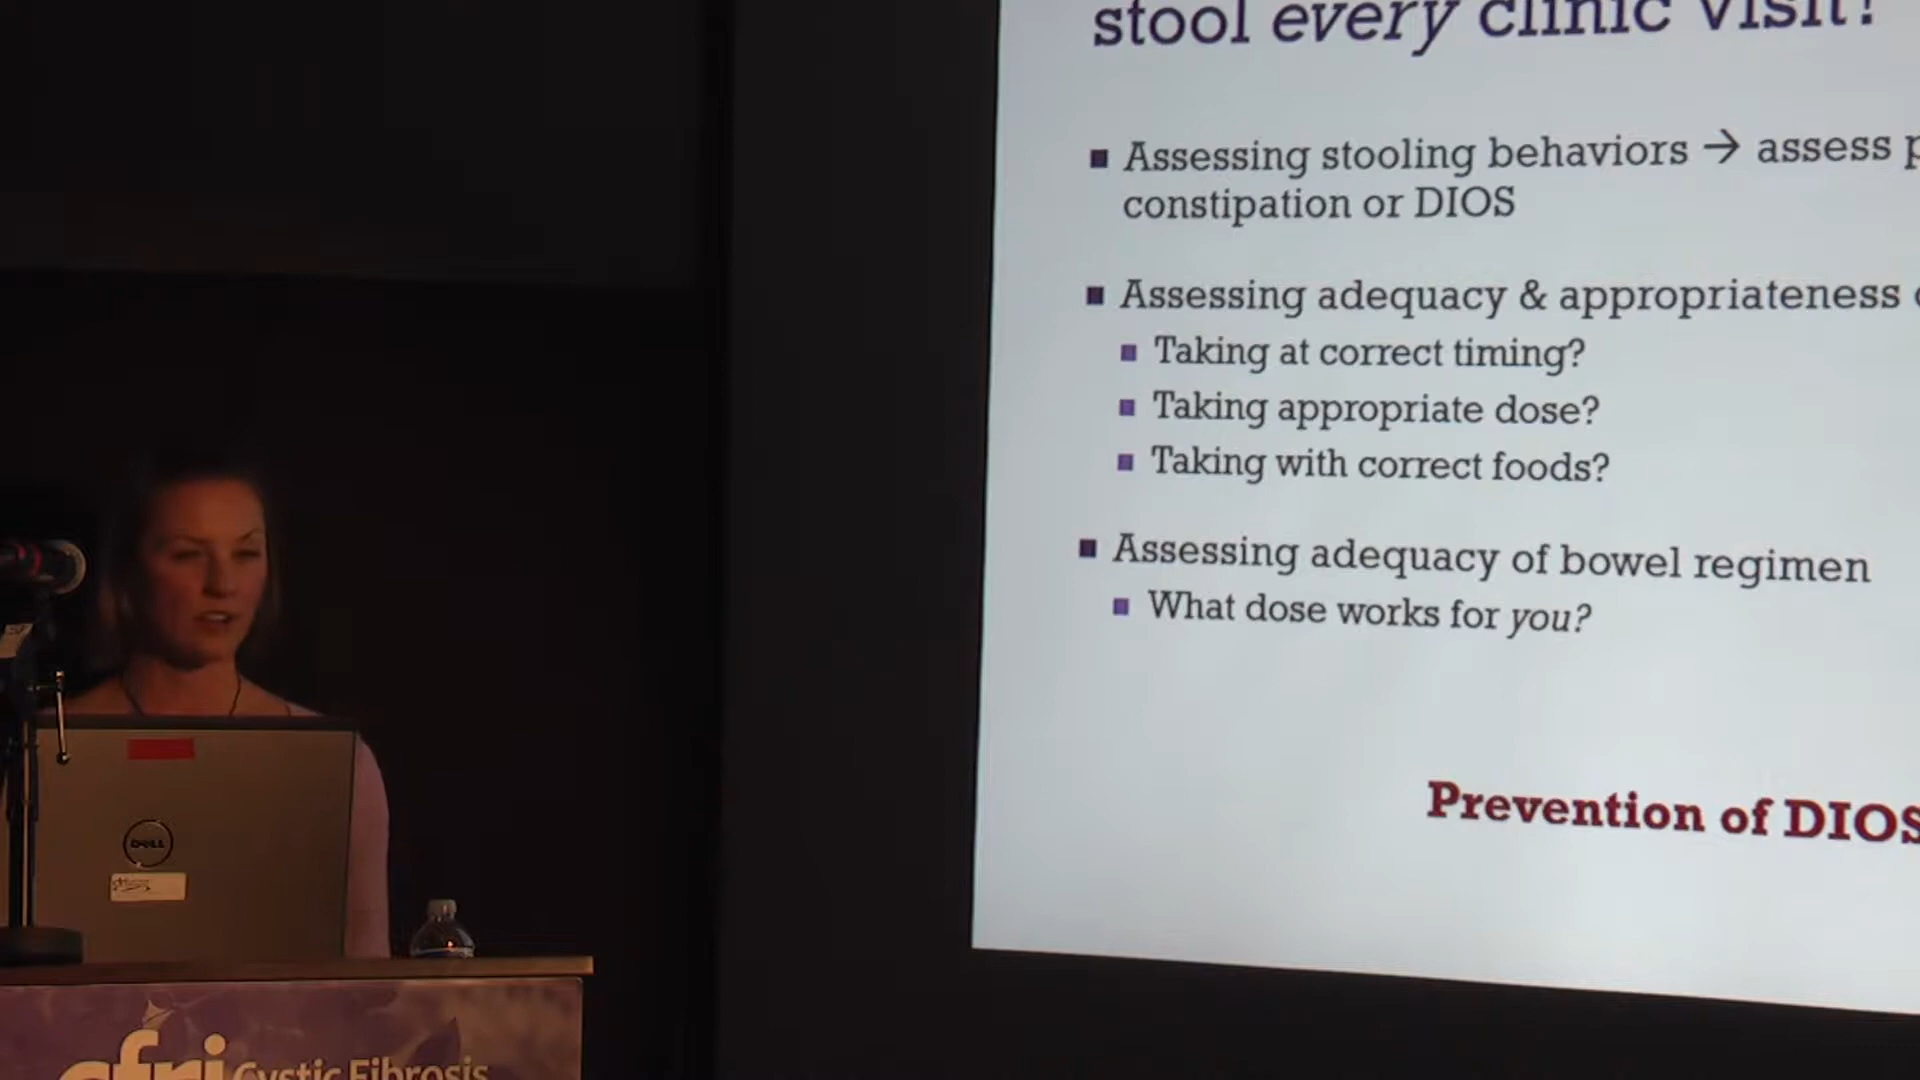 stool every clinic visit?
Assessing stooling behaviors → assess
constipation or DIOS
Assessing adequacy & appropriateness
Taking at correct timing?
Taking appropriate dose?
Taking with correct foods?
Assessing adequacy of bowel regimen
What dose works for you?
Prevention of DIOS
DELL
cfri Cystic Fibrosis